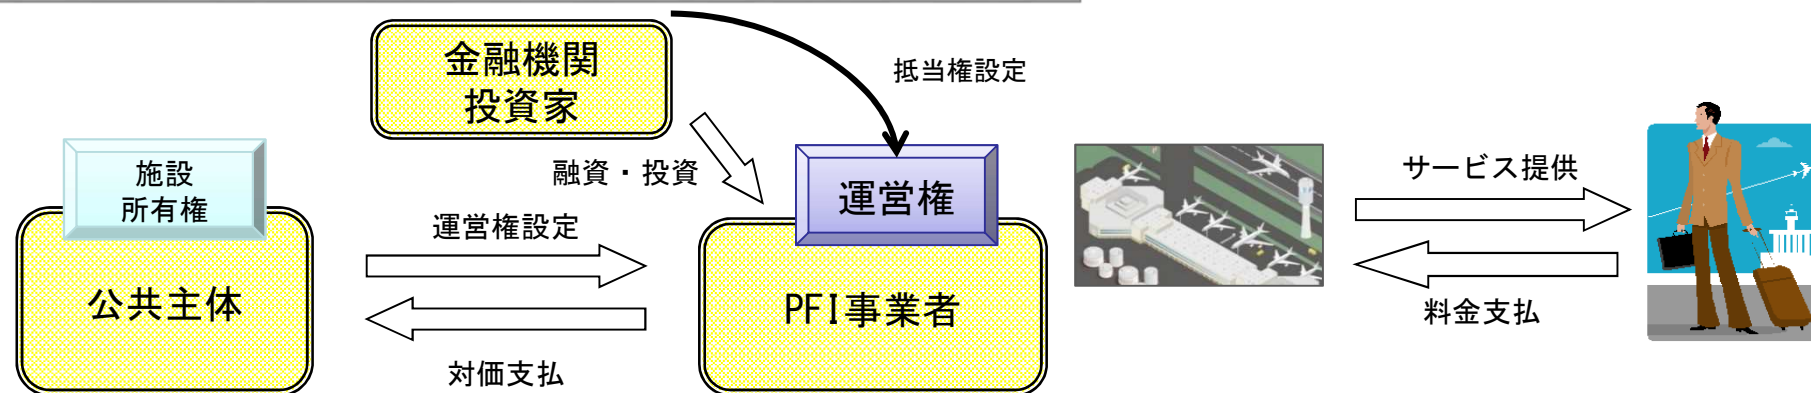 金融機関
投資家
抵当権設定
施設
所有権
融資・投資
運営権
サービス提供
運営権設定
公共主体
PFI事業者
料金支払
対価支払